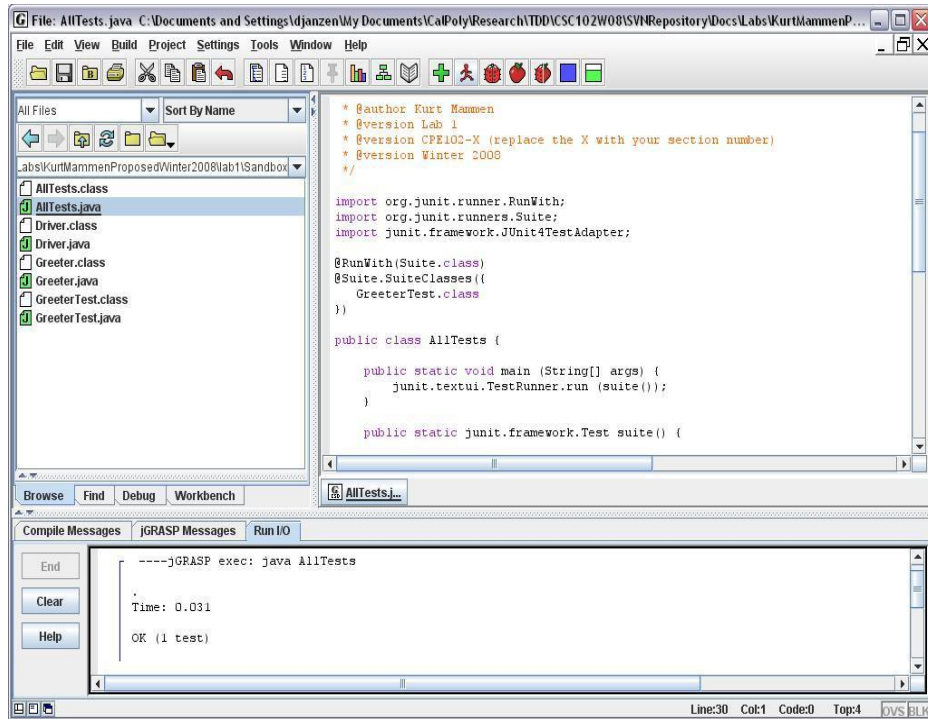 File: AllTests.java C:\Documents and Settings\djanzen\My Documents\CalPoly\Research\TDD\CSC102W08\SVNRepository\Docs\Labs\KurtMammenP...
File Edit View Build Project Settings Tools Window Help
All Files Sort By Name
..abs\KurtMammenProposedWinter2008\lab1\Sandbox
AllTests.class
AllTests.java
Driver.class
Driver.java
Greeter.class
Greeter.java
GreeterTest.class
GreeterTest.java
* @author Kurt Mammen
* @version Lab 1
* @version CPE102-X (replace the X with your section number)
* @version Winter 2008
*/
import org.junit.runner.RunWith;
import org.junit.runners.Suite;
import junit.framework.JUnit4TestAdapter;
@RunWith(Suite.class)
@Suite.SuiteClasses({
GreeterTest.class
})
public class AllTests {
public static void main (String[] args) {
junit.textui.TestRunner.run (suite());
}
public static junit.framework.Test suite() {
Browse Find Debug Workbench
AllTests.j...
Compile Messages jGRASP Messages Run I/O
End
Clear
Help
----jGRASP exec: java AllTests
.
Time: 0.031
OK (1 test)
Line:30 Col:1 Code:0 Top:4 OVS BLK